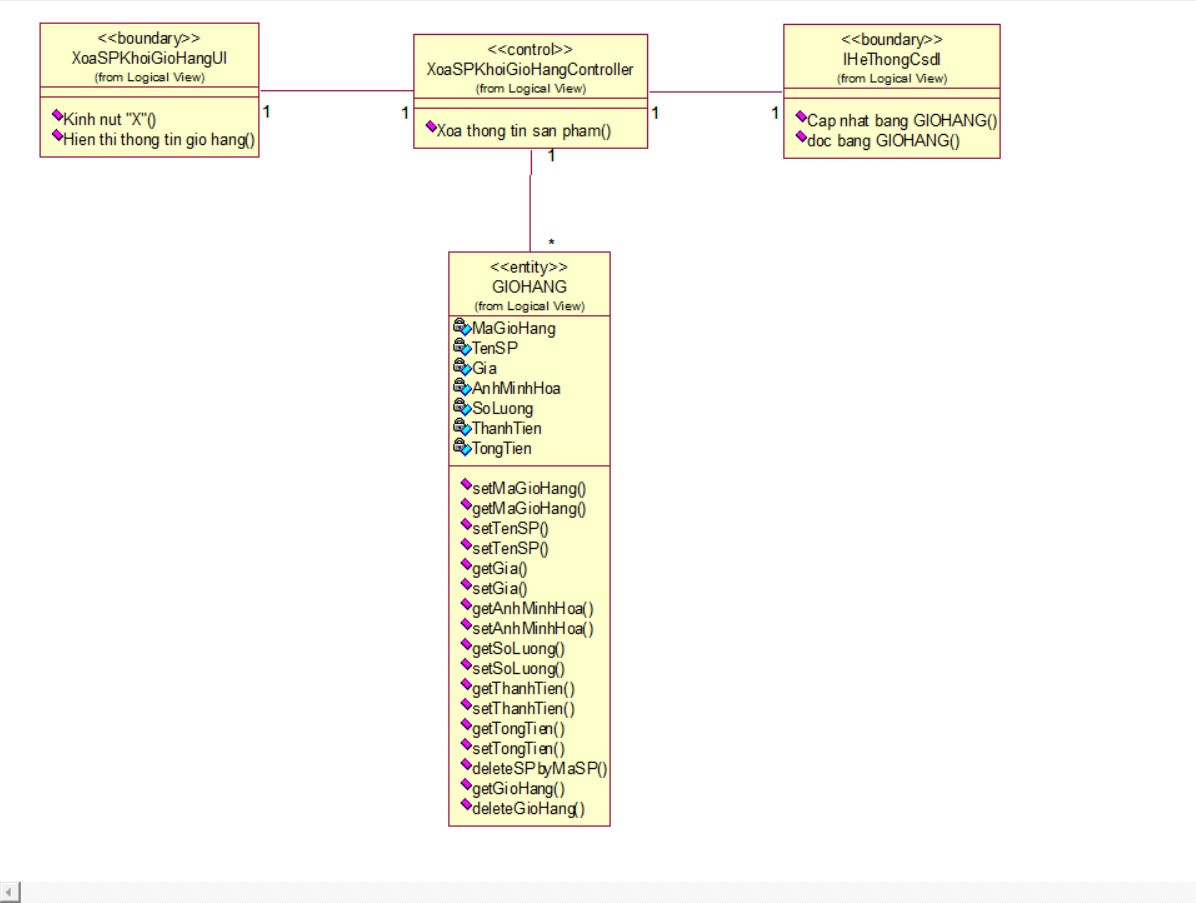 <<boundary>>
XoaSPKhoiGioHangUI
(from Logical View)
Kinh nut "X"()
Hien thi thong tin gio hang()
1
<<control>>
XoaSPKhoiGioHangController
(from Logical View)
Xoa thong tin san pham()
1
1
1
<<boundary>>
IHeThongCsdl
(from Logical View)
Cap nhat bang GIOHANG()
doc bang GIOHANG()
1
*
<<entity>>
GIOHANG
(from Logical View)
MaGioHang
TenSP
Gia
AnhMinhHoa
SoLuong
ThanhTien
TongTien
setMaGioHang()
getMaGioHang()
setTenSP()
setTenSP()
getGia()
setGia()
getAnhMinhHoa()
setAnhMinhHoa()
getSoLuong()
setSoLuong()
getThanhTien()
setThanhTien()
getTongTien()
setTongTien()
deleteSPbyMaSP()
getGioHang()
deleteGioHang()